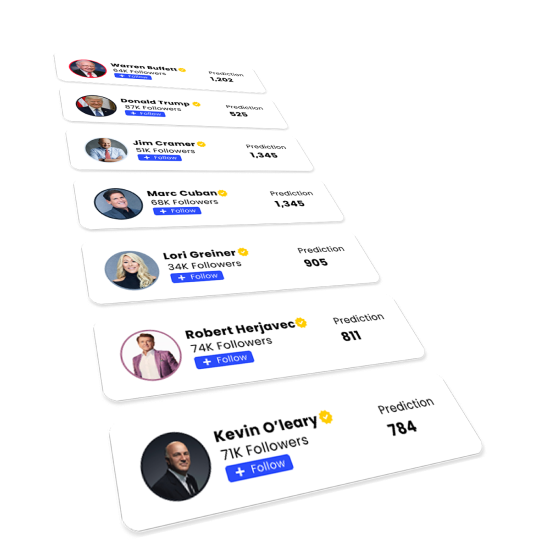 Warren Buffett
64K Followers
+ Follow
Prediction
1,202
Donald Trump
87K Followers
+ Follow
Prediction
525
Jim Cramer
51K Followers
+ Follow
Prediction
1,345
Marc Cuban
68K Followers
+ Follow
Prediction
1,345
Lori Greiner
34K Followers
+ Follow
Prediction
905
Robert Herjavec
74K Followers
+ Follow
Prediction
811
Kevin O'leary
71K Followers
+ Follow
Prediction
784